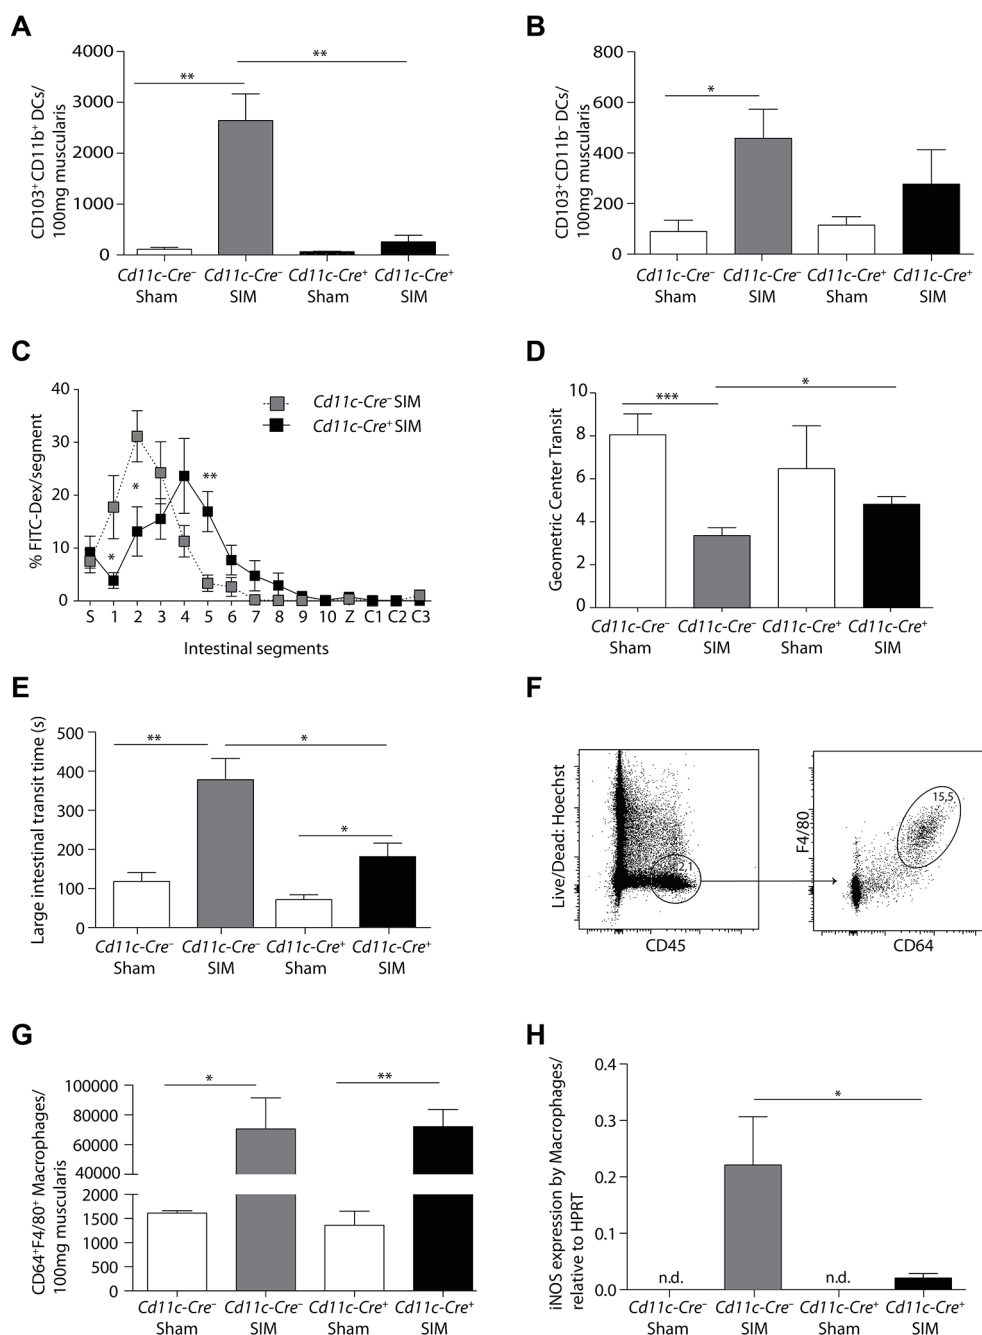 A
CD103+ CD11b+ DCs/
100mg muscularis
4000
3000
2000
1000
0
**
**
Cd11c-Cre– Cd11c-Cre– Cd11c-Cre+ Cd11c-Cre+
Sham SIM Sham SIM
B
CD103+ CD11b– DCs/
100mg muscularis
800
600
400
200
0
*
Cd11c-Cre– Cd11c-Cre– Cd11c-Cre+ Cd11c-Cre+
Sham SIM Sham SIM
C
% FITC-Dex/segment
40
30
20
10
0
Cd11c-Cre– SIM
Cd11c-Cre+ SIM
*
*
**
S 1 2 3 4 5 6 7 8 9 10 Z C1 C2 C3
Intestinal segments
D
Geometric Center Transit
10
8
6
4
2
0
***
*
Cd11c-Cre– Cd11c-Cre– Cd11c-Cre+ Cd11c-Cre+
Sham SIM Sham SIM
E
Large intestinal transit time (s)
500
400
300
200
100
0
**
*
*
Cd11c-Cre– Cd11c-Cre– Cd11c-Cre+ Cd11c-Cre+
Sham SIM Sham SIM
F
Live/Dead: Hoechst
CD45
F4/80
15,5
CD64
G
CD64+F4/80+ Macrophages/
100mg muscularis
100000
80000
60000
40000
2000
1500
1000
500
0
*
**
Cd11c-Cre– Cd11c-Cre– Cd11c-Cre+ Cd11c-Cre+
Sham SIM Sham SIM
H
iNOS expression by Macrophages/
relative to HPRT
0.4
0.3
0.2
0.1
0.0
*
n.d. n.d.
Cd11c-Cre– Cd11c-Cre– Cd11c-Cre+ Cd11c-Cre+
Sham SIM Sham SIM